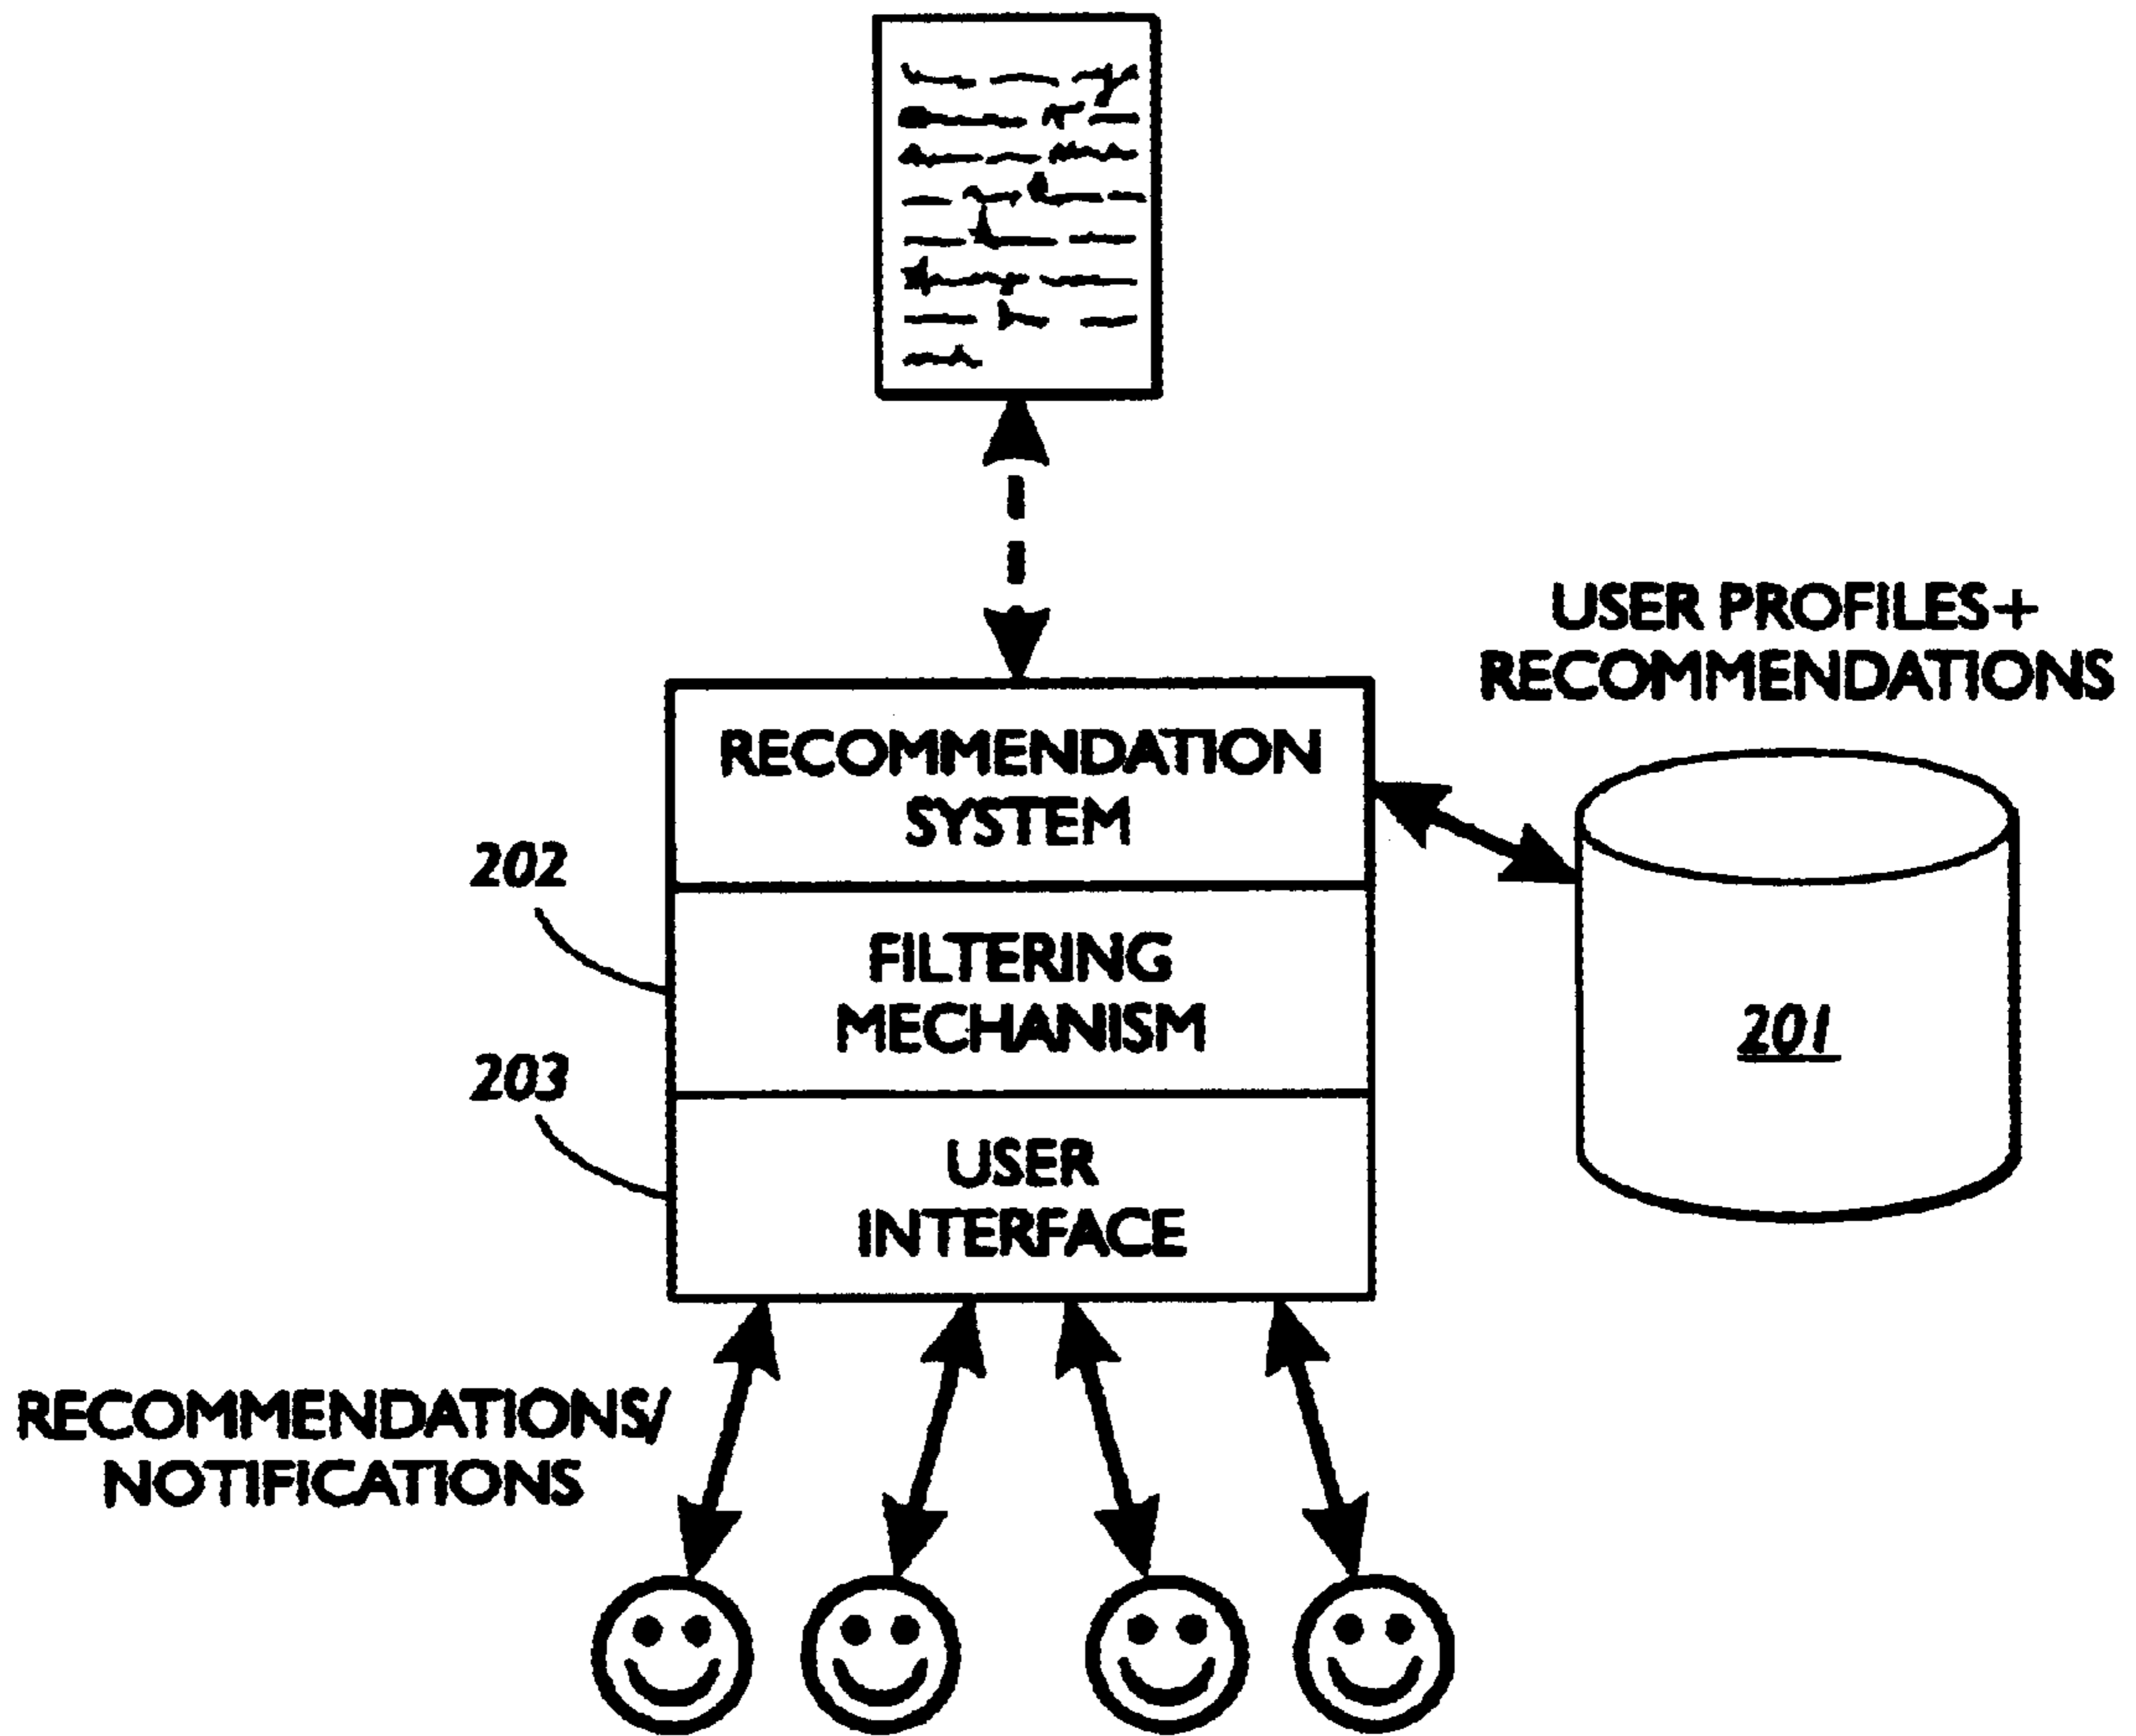 USER PROFILES+
RECOMMENDATIONS
RECOMMENDATION
SYSTEM
202
FILTERING
MECHANISM
201
203
USER
INTERFACE
RECOMMENDATIONS/
NOTIFICATIONS